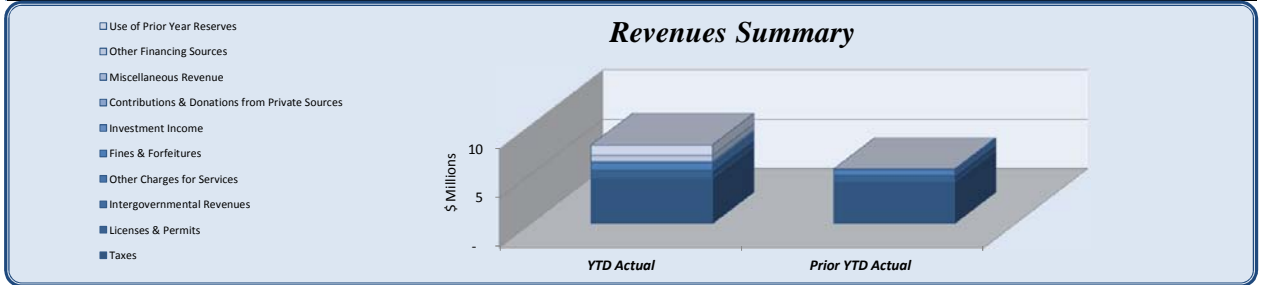 Revenues Summary
Use of Prior Year Reserves
Other Financing Sources
Miscellaneous Revenue
Contributions & Donations from Private Sources
Investment Income
Fines & Forfeitures
Other Charges for Services
Intergovernmental Revenues
Licenses & Permits
Taxes
$ Millions
10
5
-
YTD Actual
Prior YTD Actual